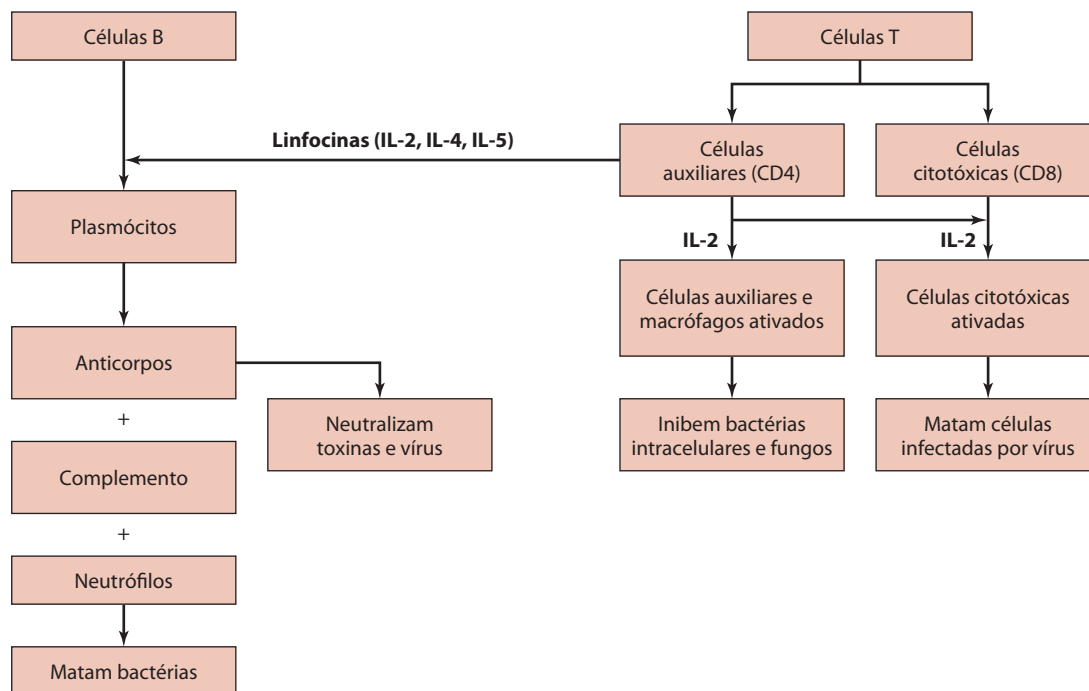 Células B
Células T
Linfocinas (IL-2, IL-4, IL-5)
Células
auxiliares (CD4)
Células
citotóxicas (CD8)
Plasmócitos
IL-2
IL-2
Células auxiliares e
macrófagos ativados
Células citotóxicas
ativadas
Anticorpos
+
Neutralizam
toxinas e vírus
Inibem bactérias
intracelulares e fungos
Matam células
infectadas por vírus
Complemento
+
Neutrófilos
Matam bactérias